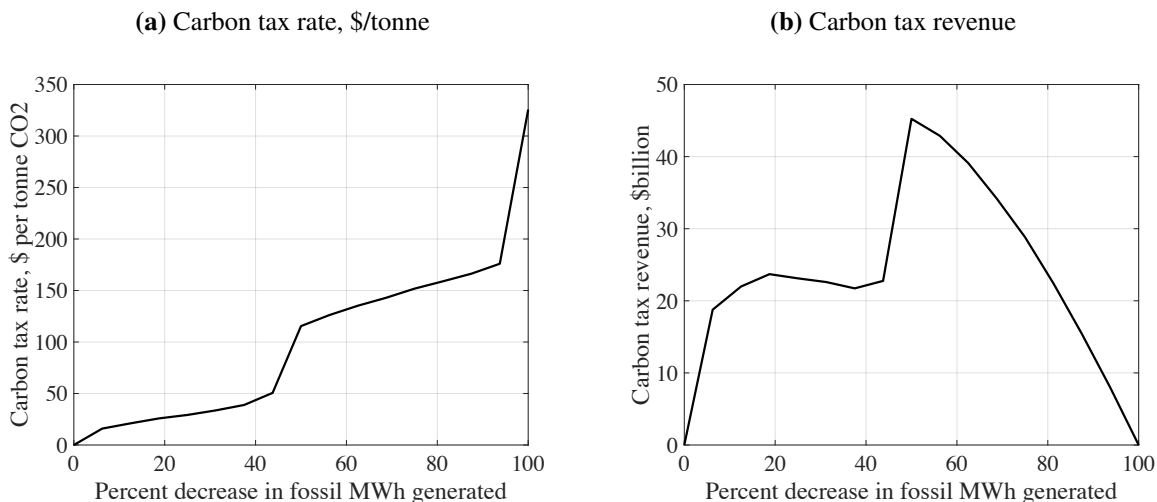 (a) Carbon tax rate, $/tonne
350
300
250
200
150
100
50
0
Carbon tax rate, $ per tonne CO2
0 20 40 60 80 100
Percent decrease in fossil MWh generated
(b) Carbon tax revenue
50
40
30
20
10
0
Carbon tax revenue, $billion
0 20 40 60 80 100
Percent decrease in fossil MWh generated